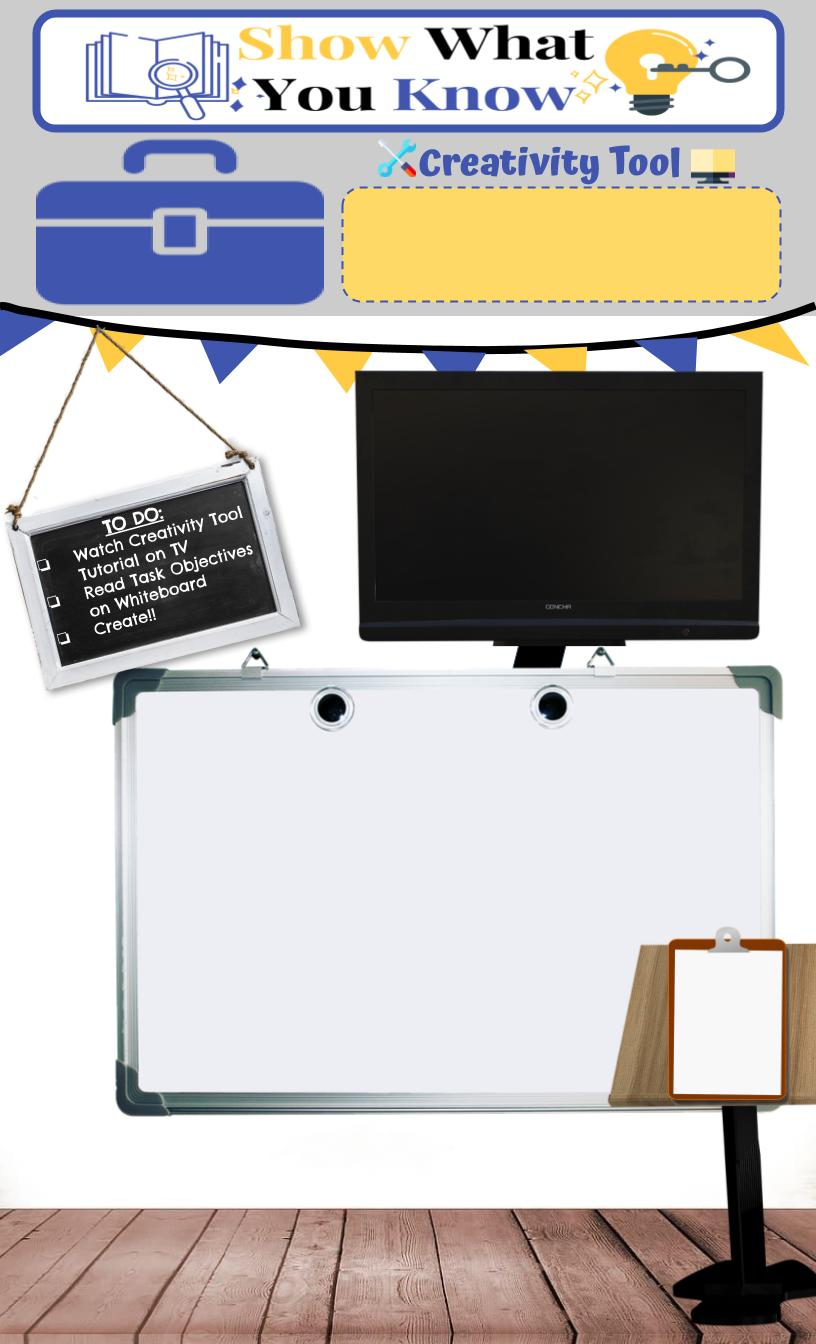 Show What
You Know
Creativity Tool
TO DO:
Watch Creativity Tool
Tutorial on TV
Read Task Objectives
on Whiteboard
Create!!